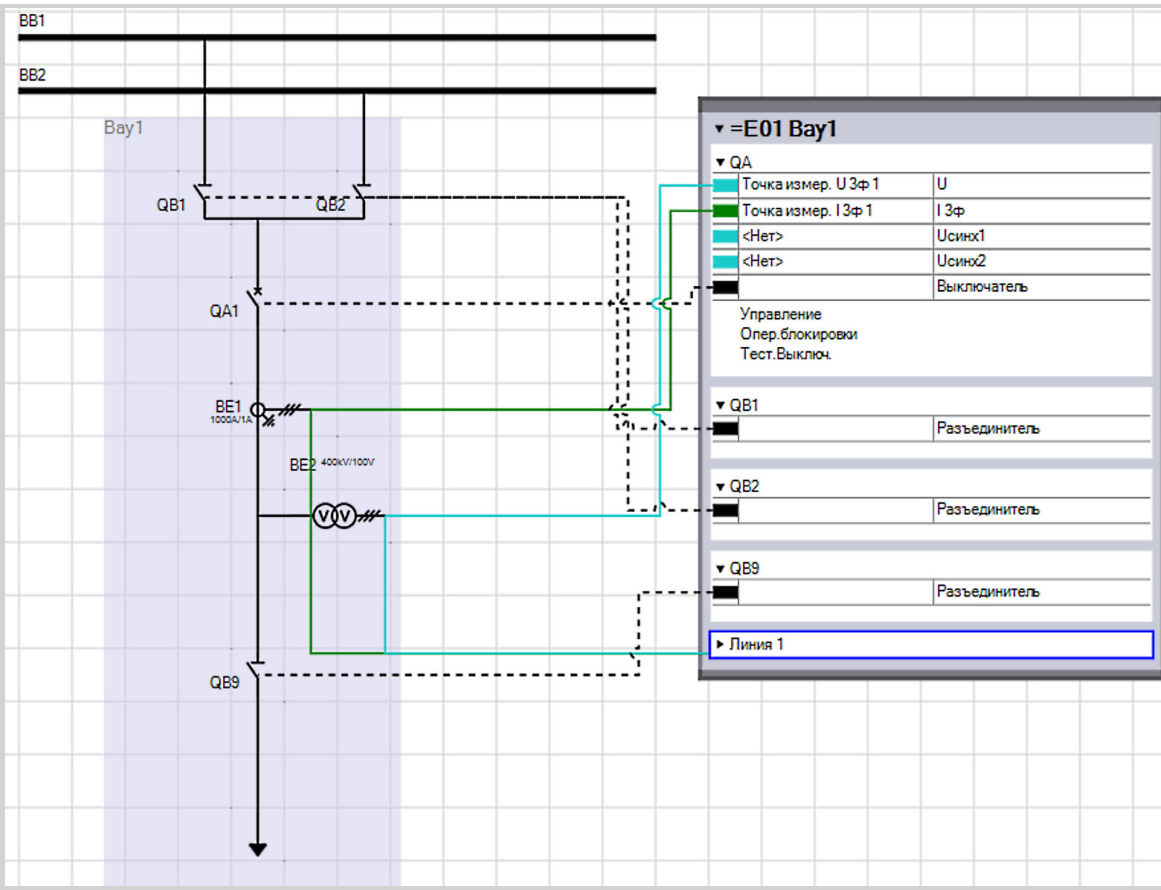 BB1
BB2
Bay1
QB1
QB2
QA1
BE1
1000A/1A
BE2 400kV/100V
V V
QB9
=E01 Bay1
QA
Точка измер. U 3ф 1 U
Точка измер. I 3ф 1 I 3ф
<Нет> Uсинх1
<Нет> Uсинх2
Выключатель
Управление
Опер.блокировки
Тест.Выключ.
QB1
Разъединитель
QB2
Разъединитель
QB9
Разъединитель
Линия 1